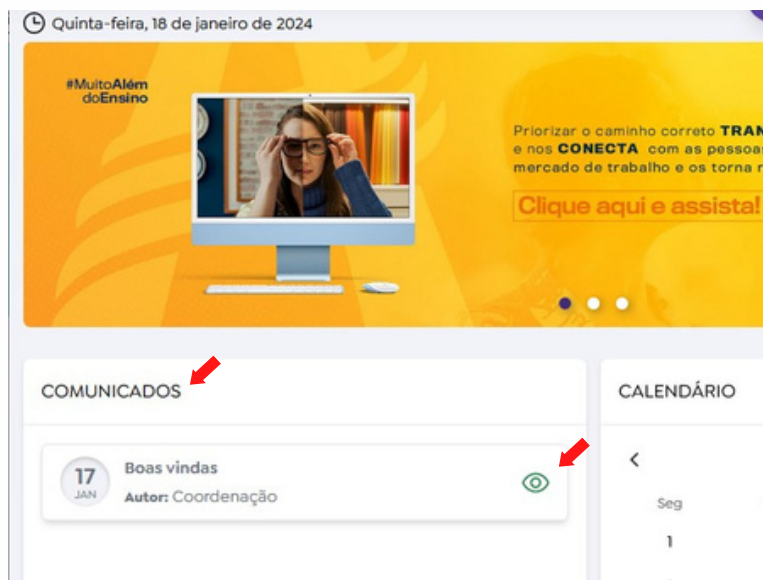 Quinta-feira, 18 de janeiro de 2024
#MuitoAlém
doEnsino
Priorizar o caminho correto
e nos CONECTA com as
mercado de trabalho e os torna
Clique aqui e assista!
COMUNICADOS
CALENDÁRIO
17
JAN
Boas vindas
Autor: Coordenação
Seg
1